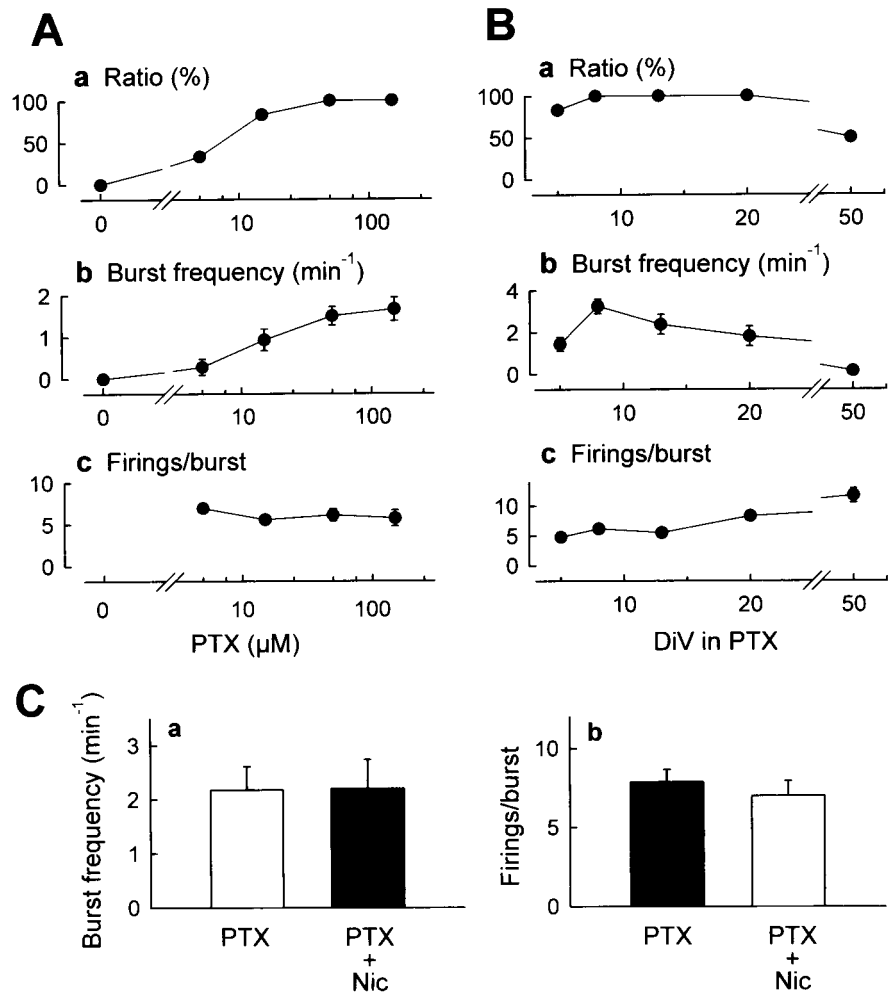 A
B
a Ratio (%)
100
50
0
0
10
100
a Ratio (%)
100
50
0
10
20
50
b Burst frequency (min-1)
2
1
0
0
10
100
b Burst frequency (min-1)
4
2
0
10
20
50
c Firings/burst
10
5
0
0
10
100
PTX (µM)
c Firings/burst
10
5
0
10
20
50
DiV in PTX
C
Burst frequency (min-1)
a
3
2
1
0
PTX
PTX
+
Nic
Firings/burst
b
10
5
0
PTX
PTX
+
Nic